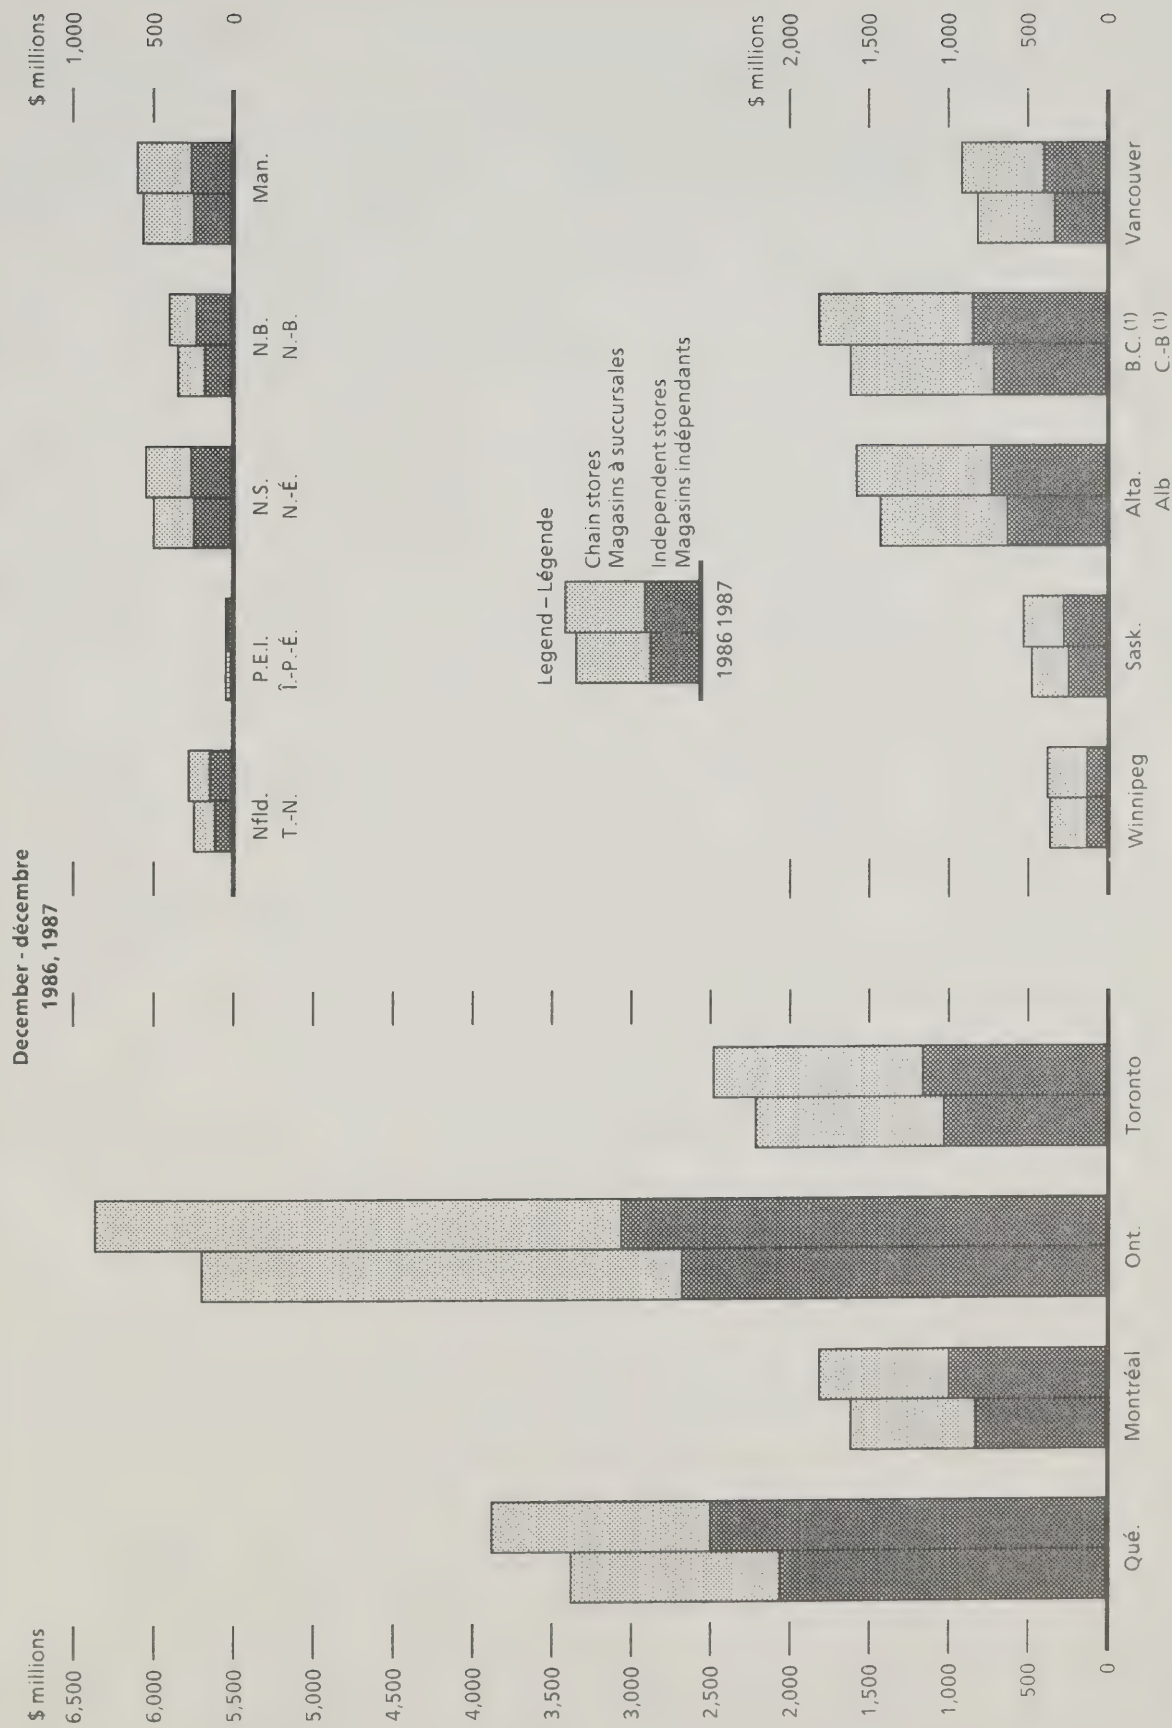 December - décembre
1986, 1987
$ millions
6,500
6,000
5,500
5,000
4,500
4,000
3,500
3,000
2,500
2,000
1,500
1,000
500
0
Qué.
Montréal
Ont.
Toronto
$ millions
1,000
500
0
Nfld.
T.-N.
P.E.I.
Î.-P.-É.
N.S.
N.-É.
N.B.
N.-B.
Man.
Legend – Légende
Chain stores
Magasins à succursales
Independent stores
Magasins indépendants
1986 1987
$ millions
2,000
1,500
1,000
500
0
Winnipeg
Sask.
Alta.
Alb
B.C. (1)
C.-B (1)
Vancouver